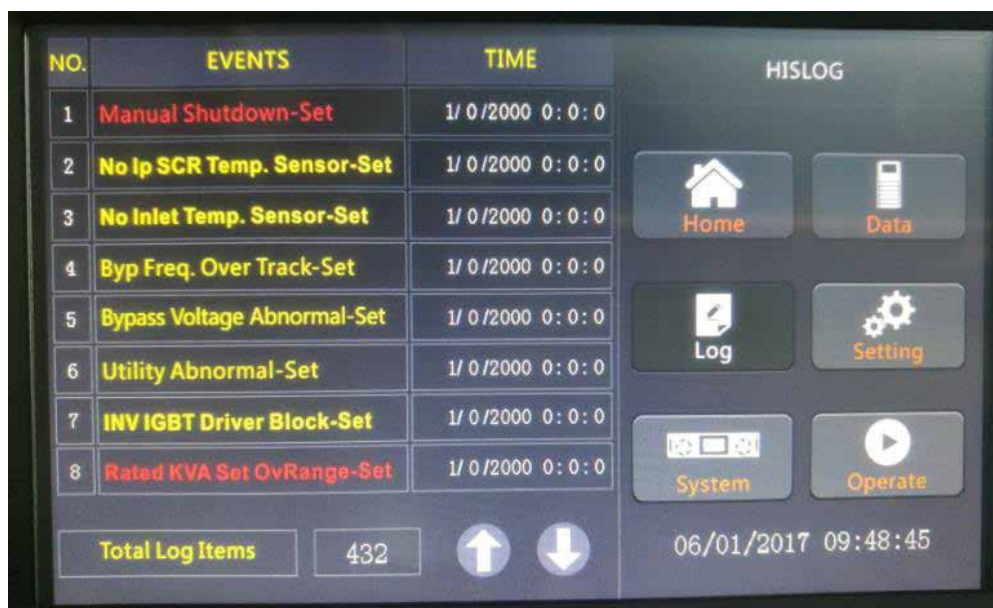 NO. EVENTS TIME
1 Manual Shutdown-Set 1/ 0/2000 0:0:0
2 No Ip SCR Temp. Sensor-Set 1/ 0/2000 0:0:0
3 No Inlet Temp. Sensor-Set 1/ 0/2000 0:0:0
4 Byp Freq. Over Track-Set 1/ 0/2000 0:0:0
5 Bypass Voltage Abnormal-Set 1/ 0/2000 0:0:0
6 Utility Abnormal-Set 1/ 0/2000 0:0:0
7 INV IGBT Driver Block-Set 1/ 0/2000 0:0:0
8 Rated KVA Set OvRange-Set 1/ 0/2000 0:0:0
Total Log Items 432
HISLOG
Home Data
Log Setting
System Operate
06/01/2017 09:48:45